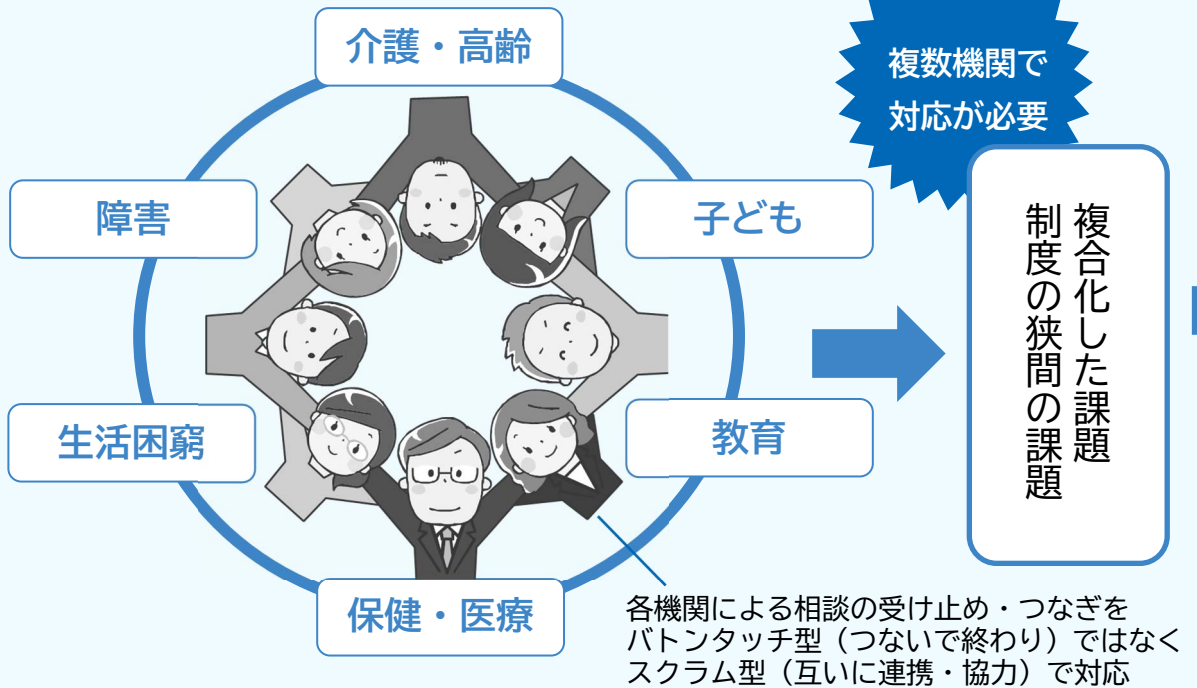 介護・高齢
障害
子ども
生活困窮
教育
保健・医療
複数機関で
対応が必要
複合化した課題
制度の狭間の課題
各機関による相談の受け止め・つなぎを
バトンタッチ型（つないで終わり）ではなく
スクラム型（互いに連携・協力）で対応